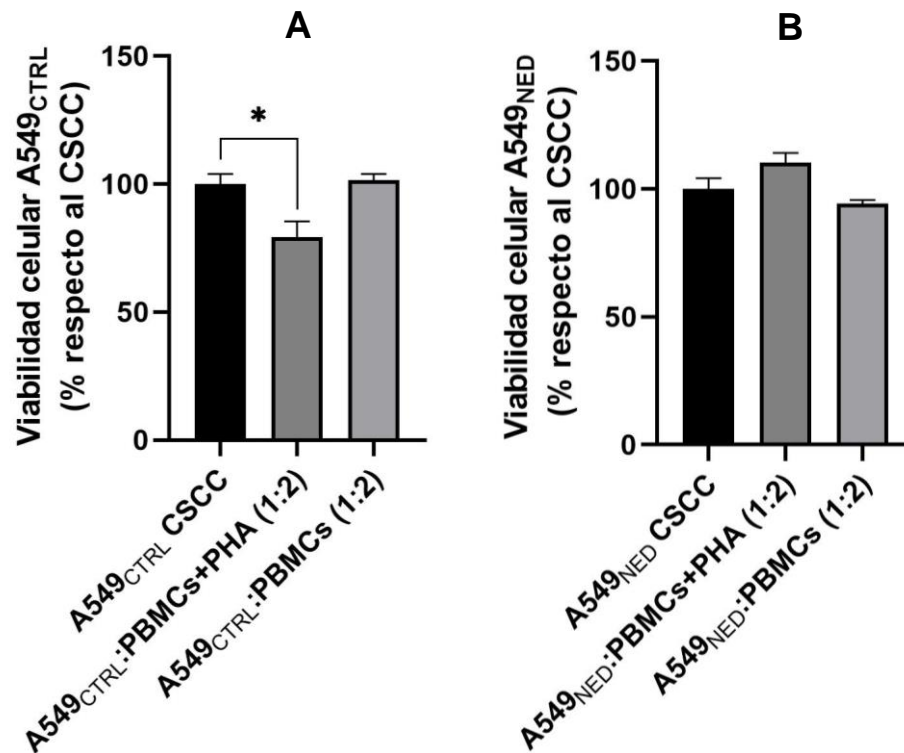 A
Viabilidad celular A549CTRL
(% respecto al CSCC)
150
100
50
0
*
A549CTRL CSCC
A549CTRL:PBMCs+PHA (1:2)
A549CTRL:PBMCs (1:2)
B
Viabilidad celular A549NED
(% respecto al CSCC)
150
100
50
0
A549NED CSCC
A549NED:PBMCs+PHA (1:2)
A549NED:PBMCs (1:2)